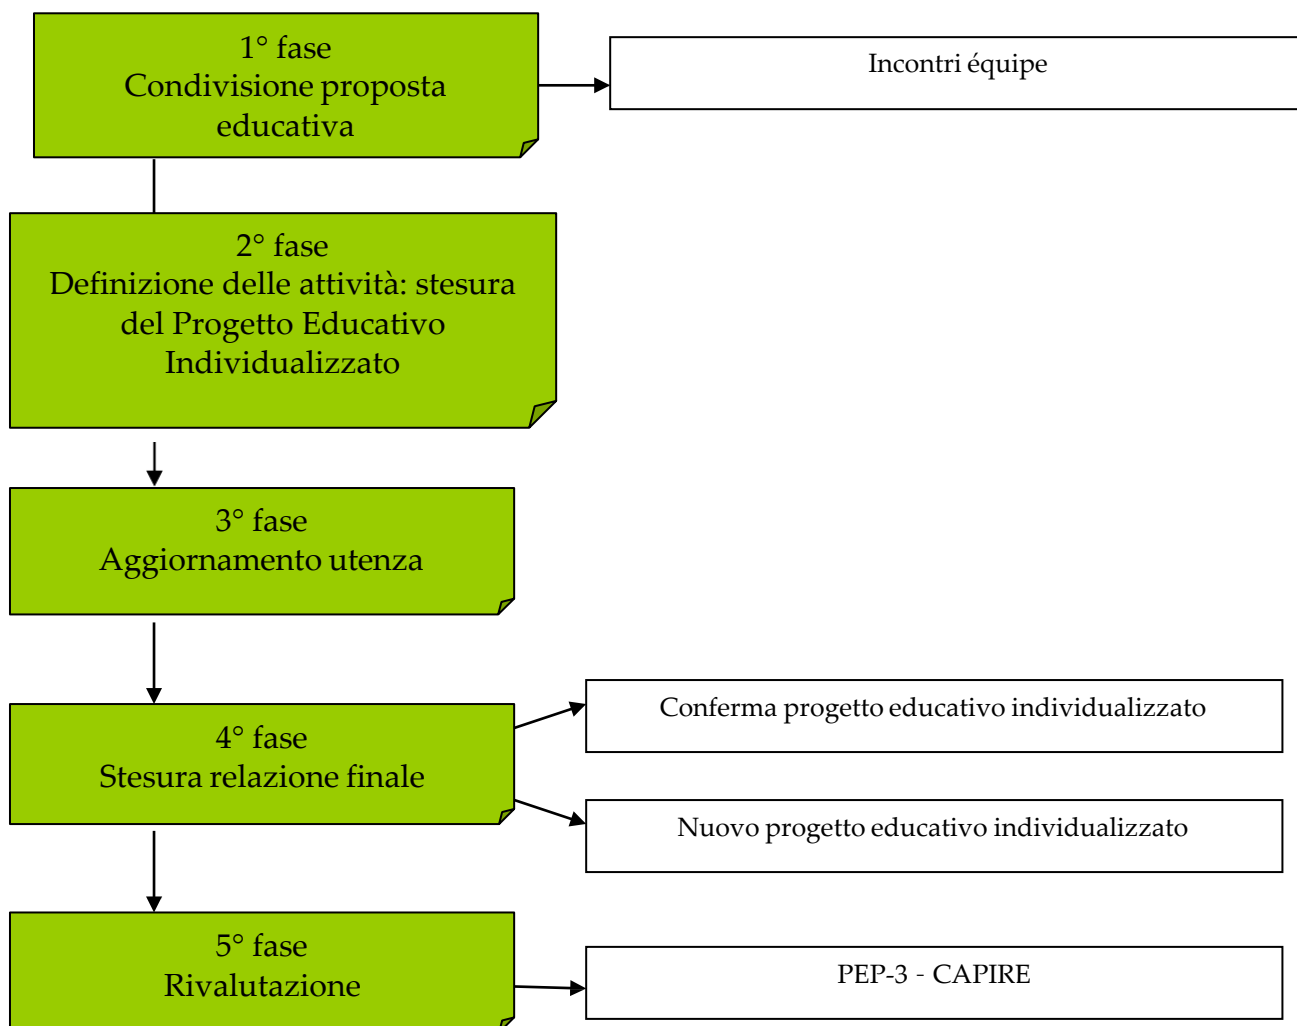 1° fase
Condivisione proposta
educativa
Incontri équipe
2° fase
Definizione delle attività: stesura
del Progetto Educativo
Individualizzato
3° fase
Aggiornamento utenza
4° fase
Stesura relazione finale
Conferma progetto educativo individualizzato
Nuovo progetto educativo individualizzato
5° fase
Rivalutazione
PEP-3 - CAPIRE